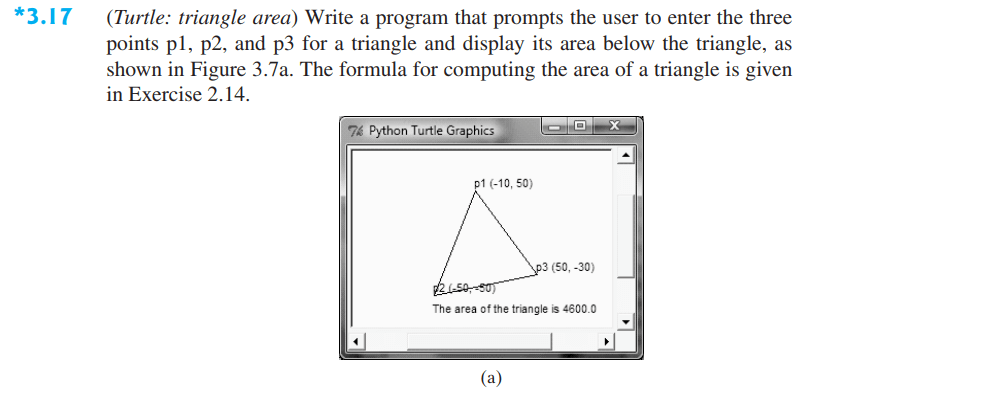 *3.17 (Turtle: triangle area) Write a program that prompts the user to enter the three
points p1, p2, and p3 for a triangle and display its area below the triangle, as
shown in Figure 3.7a. The formula for computing the area of a triangle is given
in Exercise 2.14.
Python Turtle Graphics
p1 (-10, 50)
p3 (50, -30)
p2 (-50, -50)
The area of the triangle is 4600.0
(a)